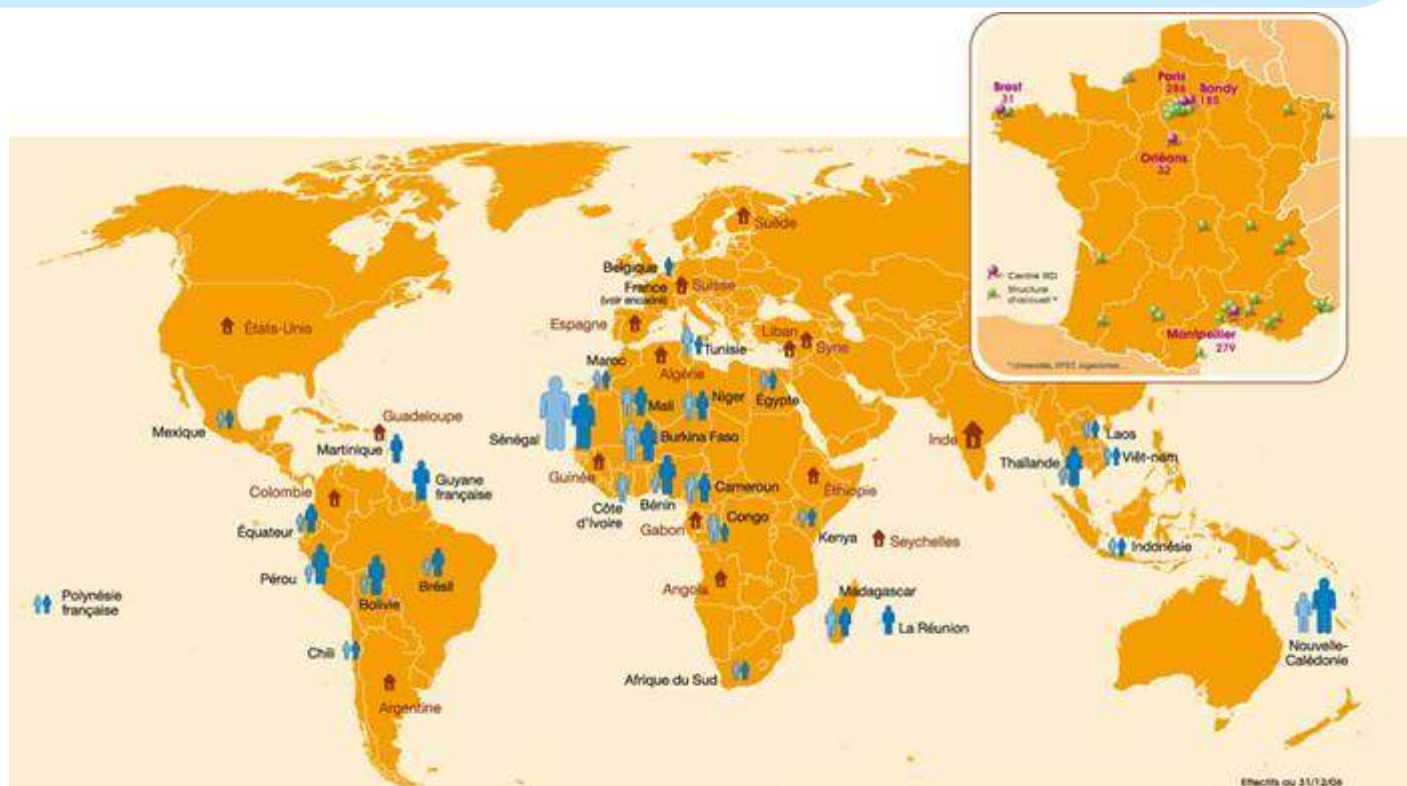 Paris
286
Bondy
185
Brest
31
Orléans
32
Centre IRD
Structure
d'accueil *
Montpellier
279
Suède
Belgique
France
(voir encadré)
Suisse
Espagne
Liban
Syrie
Tunisie
États-Unis
Maroc
Algérie
Mali
Niger
Égypte
Guadeloupe
Mexique
Martinique
Sénégal
Burkina Faso
Inde
Laos
Viêt-nam
Thaïlande
Guyane
française
Colombie
Guinée
Côte
d'Ivoire
Bénin
Cameroun
Éthiopie
Équateur
Gabon
Congo
Kenya
Seychelles
Indonésie
Pérou
Bolivie
Brésil
Angola
Madagascar
La Réunion
Polynésie
française
Chili
Afrique du Sud
Nouvelle-
Calédonie
Argentine
Effectifs au 31/12/06